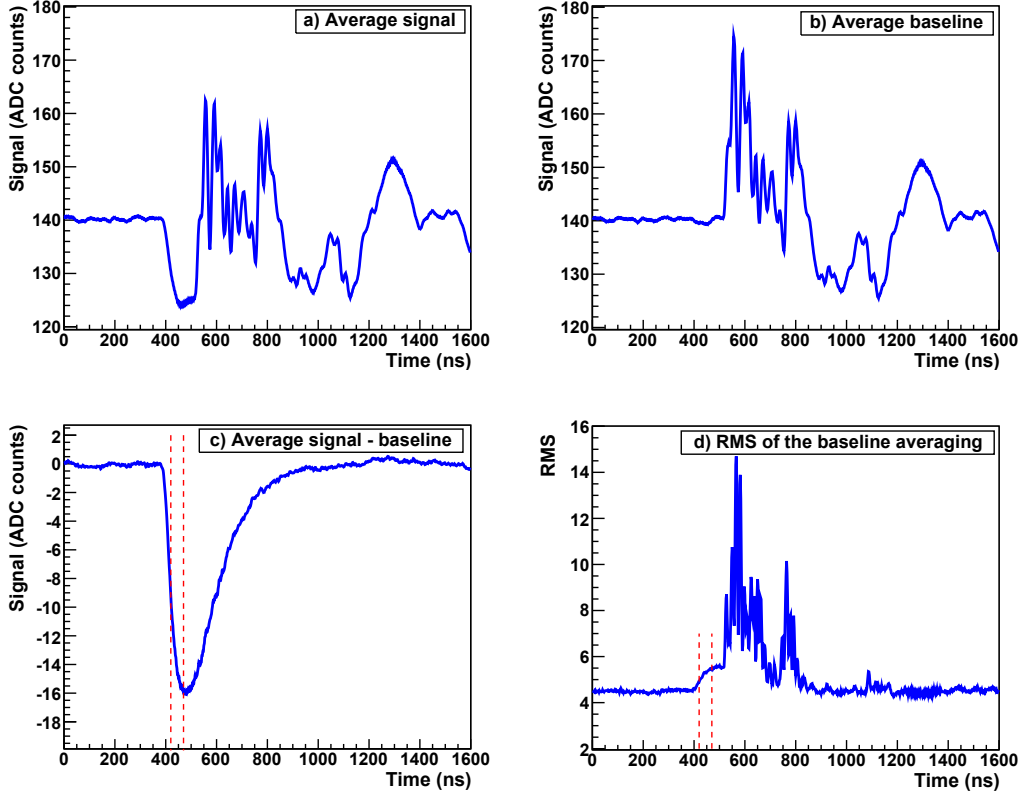 a) Average signal
Signal (ADC counts)
180
170
160
150
140
130
120
0 200 400 600 800 1000 1200 1400 1600
Time (ns)
b) Average baseline
Signal (ADC counts)
180
170
160
150
140
130
120
0 200 400 600 800 1000 1200 1400 1600
Time (ns)
c) Average signal - baseline
Signal (ADC counts)
2
0
-2
-4
-6
-8
-10
-12
-14
-16
-18
0 200 400 600 800 1000 1200 1400 1600
Time (ns)
d) RMS of the baseline averaging
RMS
16
14
12
10
8
6
4
2
0 200 400 600 800 1000 1200 1400 1600
Time (ns)